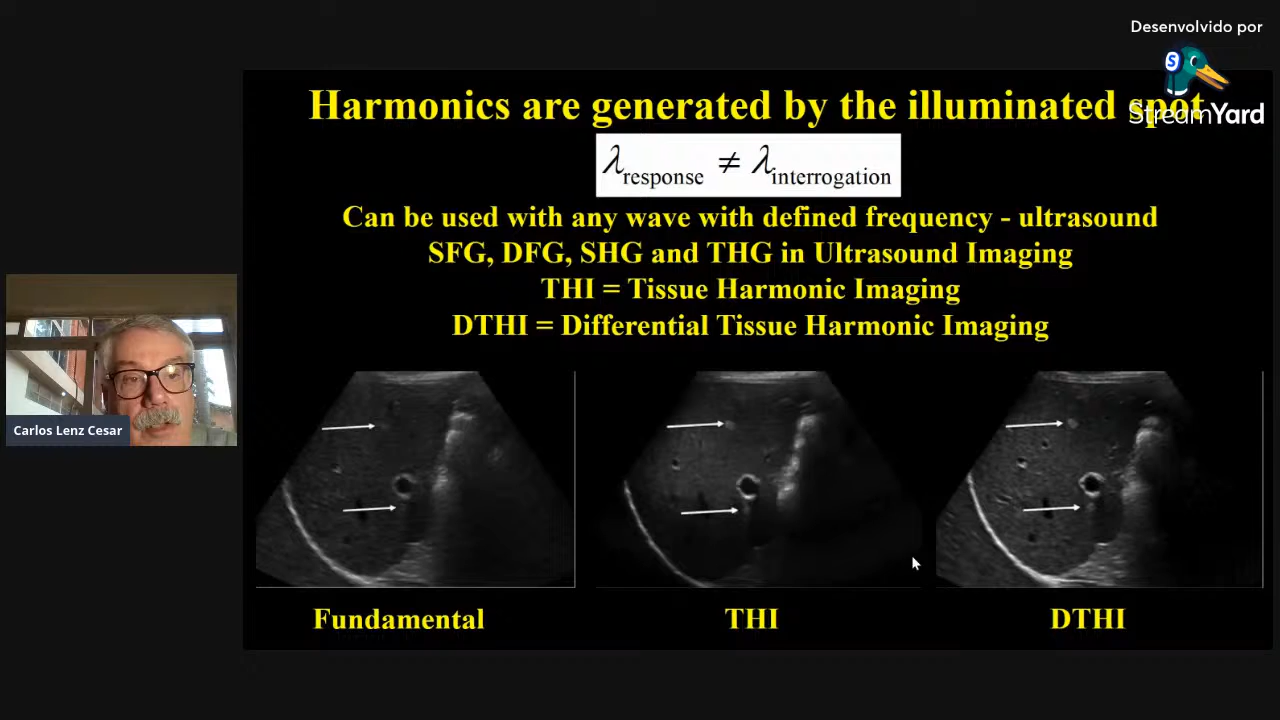 Desenvolvido por
StreamYard
Harmonics are generated by the illuminated spot
λresponse ≠ λinterrogation
Can be used with any wave with defined frequency - ultrasound
SFG, DFG, SHG and THG in Ultrasound Imaging
THI = Tissue Harmonic Imaging
DTHI = Differential Tissue Harmonic Imaging
Carlos Lenz Cesar
Fundamental
THI
DTHI